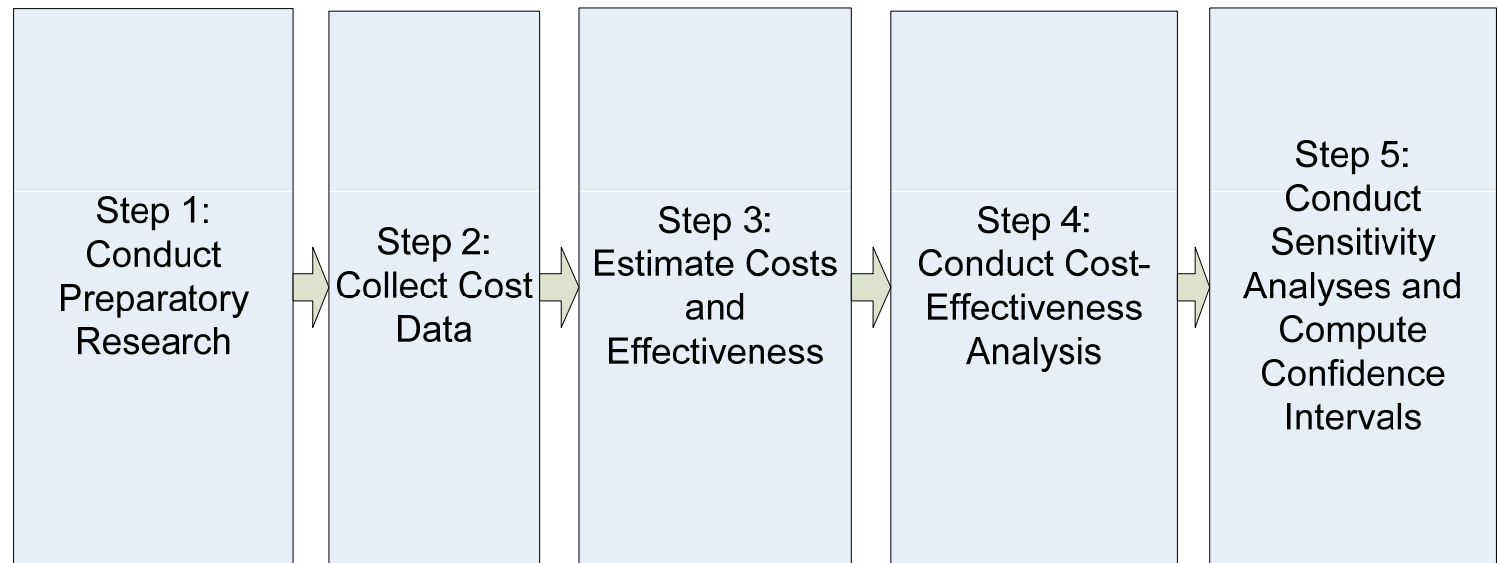 Step 1:
Conduct
Preparatory
Research
Step 2:
Collect Cost
Data
Step 3:
Estimate Costs
and
Effectiveness
Step 4:
Conduct Cost-
Effectiveness
Analysis
Step 5:
Conduct
Sensitivity
Analyses and
Compute
Confidence
Intervals